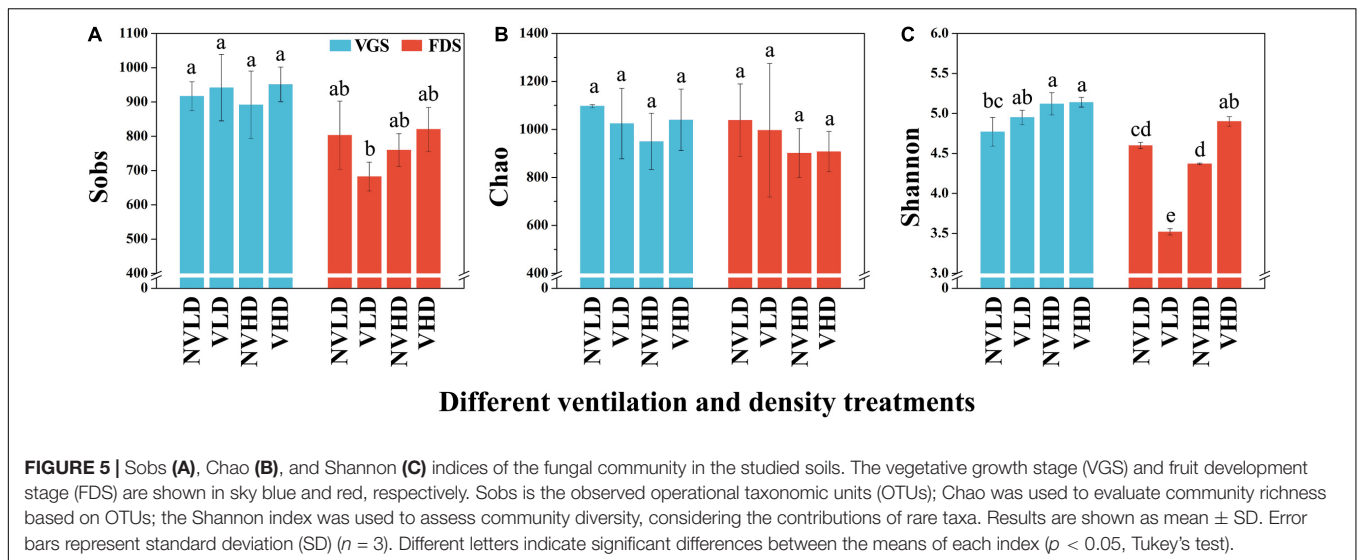 A
1100
1000
900
800
700
600
500
400
0
Sobs
VGS FDS
a a a a ab b ab ab
NVLD VLD NVHD VHD NVLD VLD NVHD VHD
B
1400
1200
1000
800
600
400
0
Chao
a a a a a a a a
NVLD VLD NVHD VHD NVLD VLD NVHD VHD
C
6.0
5.5
5.0
4.5
4.0
3.5
3.0
0
Shannon
bc ab a a cd e d ab
NVLD VLD NVHD VHD NVLD VLD NVHD VHD
Different ventilation and density treatments
FIGURE 5 | Sobs (A), Chao (B), and Shannon (C) indices of the fungal community in the studied soils. The vegetative growth stage (VGS) and fruit development
stage (FDS) are shown in sky blue and red, respectively. Sobs is the observed operational taxonomic units (OTUs); Chao was used to evaluate community richness
based on OTUs; the Shannon index was used to assess community diversity, considering the contributions of rare taxa. Results are shown as mean ± SD. Error
bars represent standard deviation (SD) (n = 3). Different letters indicate significant differences between the means of each index (p < 0.05, Tukey's test).